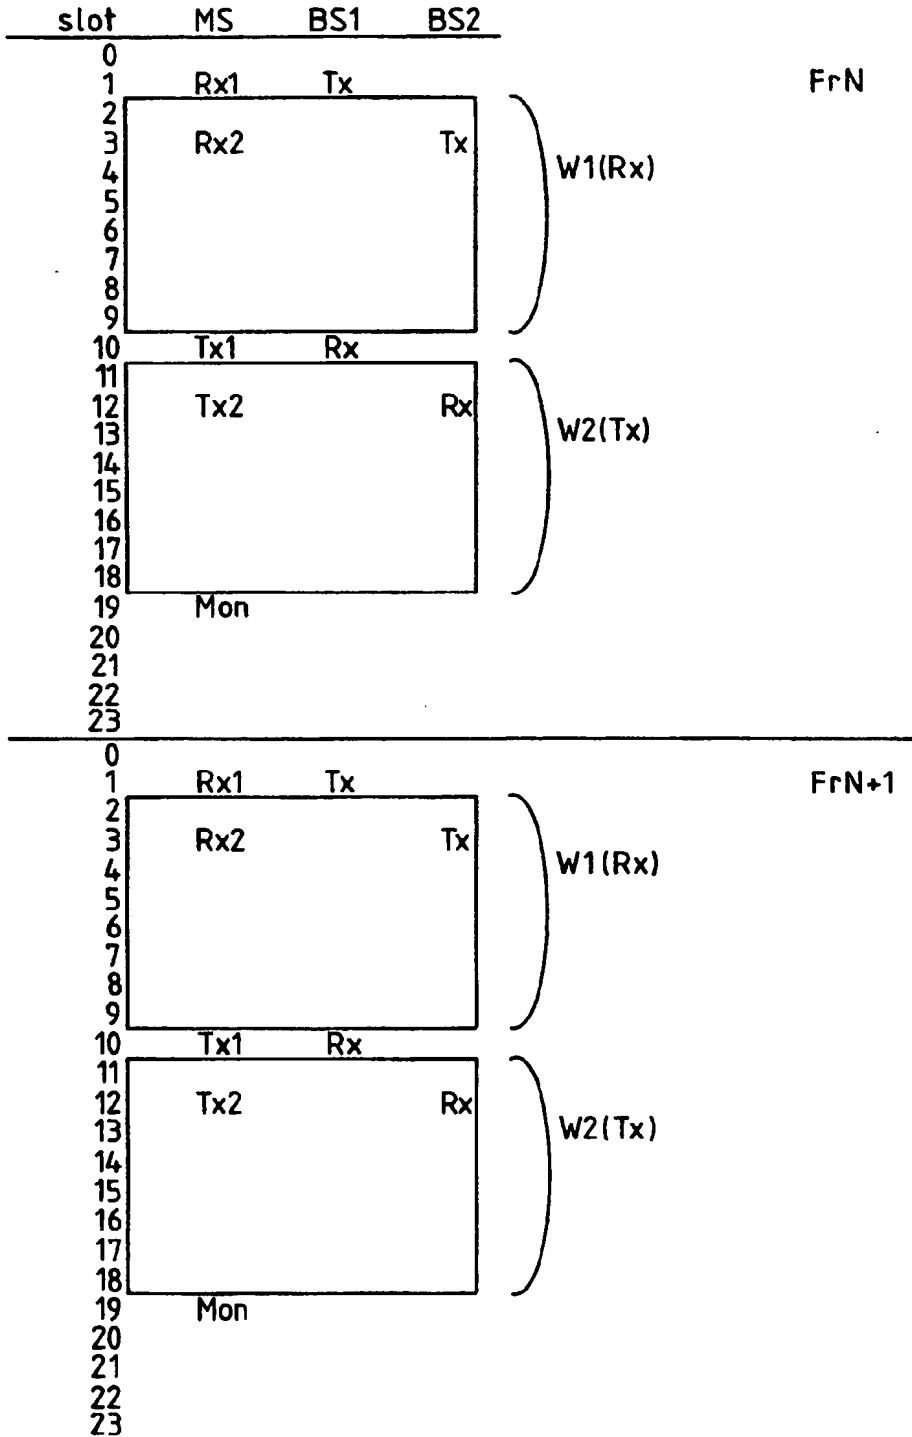 slot MS BS1 BS2
0
1 Rx1 Tx FrN
2
3 Rx2 Tx
4 W1(Rx)
5
6
7
8
9
10 Tx1 Rx
11
12 Tx2 Rx
13 W2(Tx)
14
15
16
17
18
19 Mon
20
21
22
23
0
1 Rx1 Tx FrN+1
2
3 Rx2 Tx
4 W1(Rx)
5
6
7
8
9
10 Tx1 Rx
11
12 Tx2 Rx
13 W2(Tx)
14
15
16
17
18
19 Mon
20
21
22
23